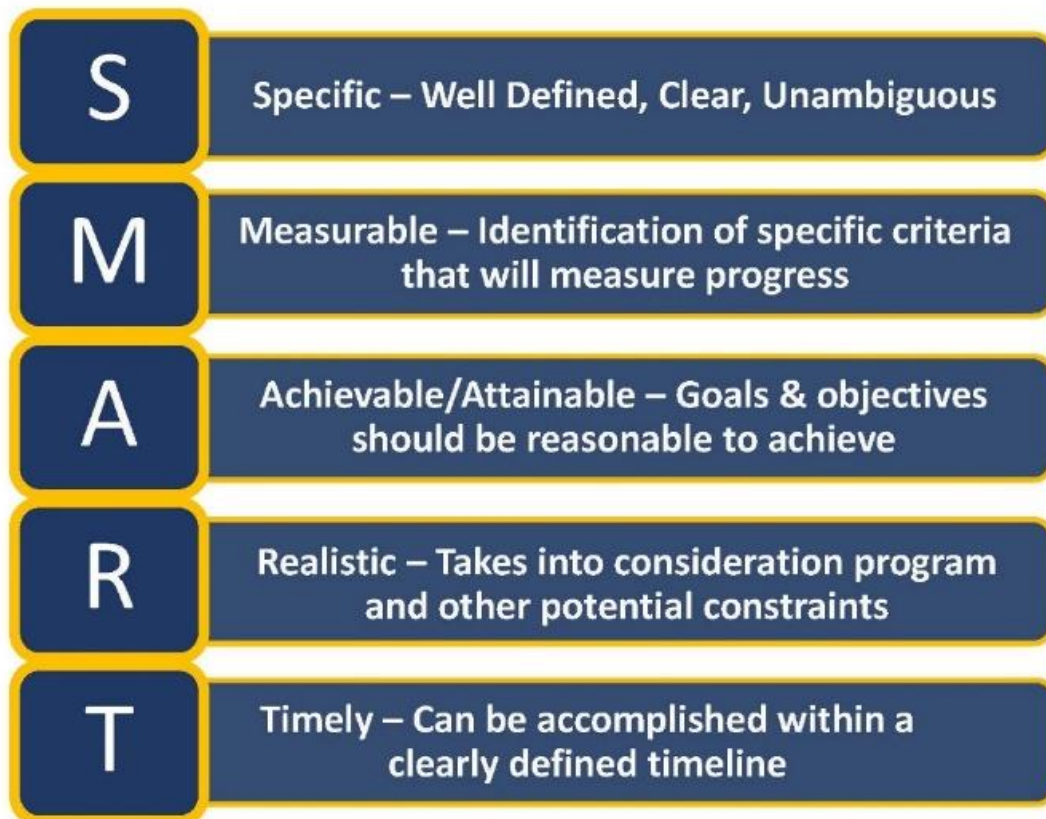 S
Specific – Well Defined, Clear, Unambiguous
M
Measurable – Identification of specific criteria
that will measure progress
A
Achievable/Attainable – Goals & objectives
should be reasonable to achieve
R
Realistic – Takes into consideration program
and other potential constraints
T
Timely – Can be accomplished within a
clearly defined timeline